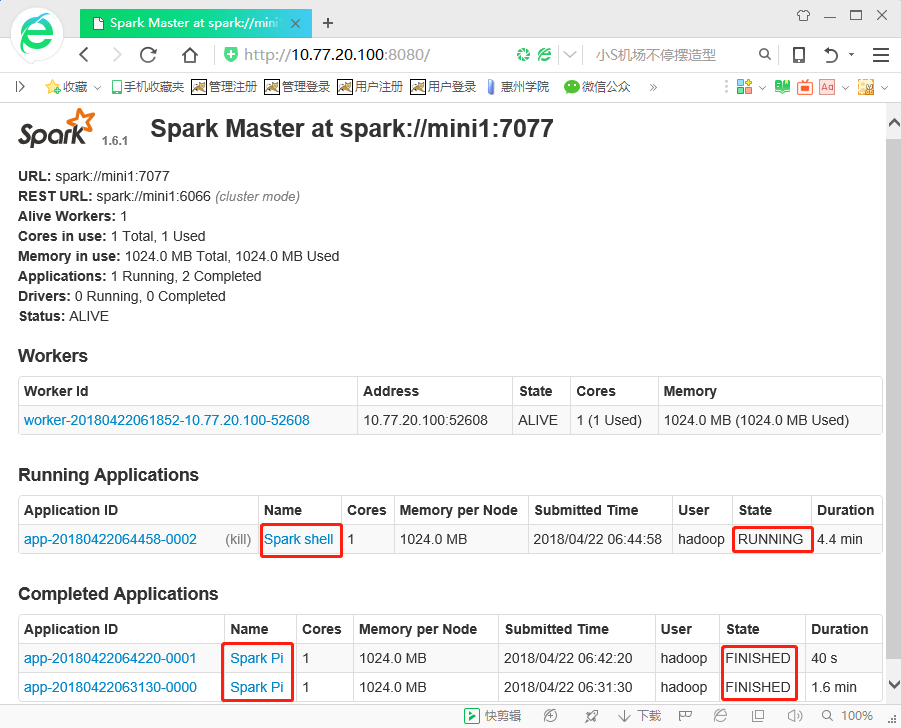 Spark Master at spark://mini
http://10.77.20.100:8080/
小S机场不停摆造型
收藏 手机收藏夹 管理注册 管理登录 用户注册 用户登录 惠州学院 微信公众 »
Spark 1.6.1 Spark Master at spark://mini1:7077
URL: spark://mini1:7077
REST URL: spark://mini1:6066 (cluster mode)
Alive Workers: 1
Cores in use: 1 Total, 1 Used
Memory in use: 1024.0 MB Total, 1024.0 MB Used
Applications: 1 Running, 2 Completed
Drivers: 0 Running, 0 Completed
Status: ALIVE
Workers
Worker Id Address State Cores Memory
worker-20180422061852-10.77.20.100-52608 10.77.20.100:52608 ALIVE 1 (1 Used) 1024.0 MB (1024.0 MB Used)
Running Applications
Application ID Name Cores Memory per Node Submitted Time User State Duration
app-20180422064458-0002 (kill) Spark shell 1 1024.0 MB 2018/04/22 06:44:58 hadoop RUNNING 4.4 min
Completed Applications
Application ID Name Cores Memory per Node Submitted Time User State Duration
app-20180422064220-0001 Spark Pi 1 1024.0 MB 2018/04/22 06:42:20 hadoop FINISHED 40 s
app-20180422063130-0000 Spark Pi 1 1024.0 MB 2018/04/22 06:31:30 hadoop FINISHED 1.6 min
快剪辑 下载 100%